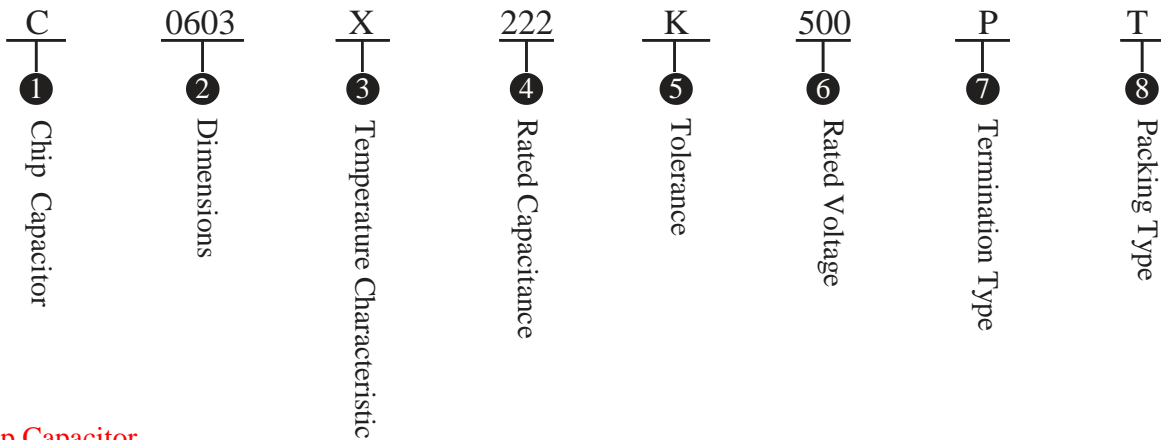 C 0603 X 222 K 500 P T
1 2 3 4 5 6 7 8
Chip Capacitor
Dimensions
Temperature Characteristic
Rated Capacitance
Tolerance
Rated Voltage
Termination Type
Packing Type
Capacitor